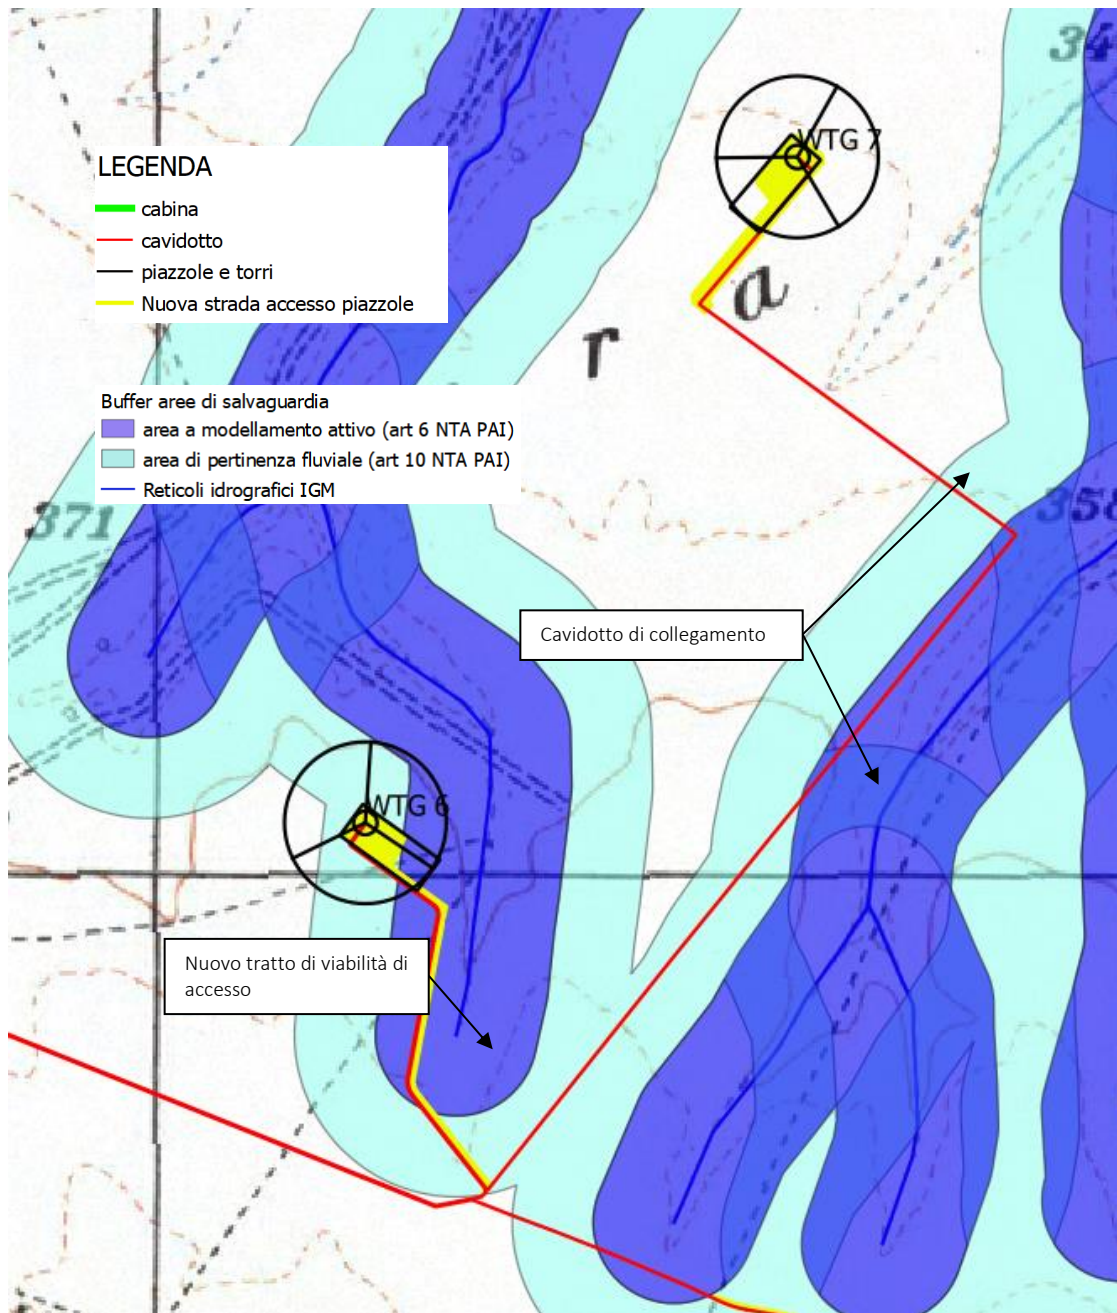 34
WTG 7
LEGENDA
cabina
cavidotto
piazzole e torri
Nuova strada accesso piazzole
a
r
Buffer aree di salvaguardia
area a modellamento attivo (art 6 NTA PAI)
area di pertinenza fluviale (art 10 NTA PAI)
Reticoli idrografici IGM
371
358
Cavidotto di collegamento
WTG 6
Nuovo tratto di viabilità di
accesso